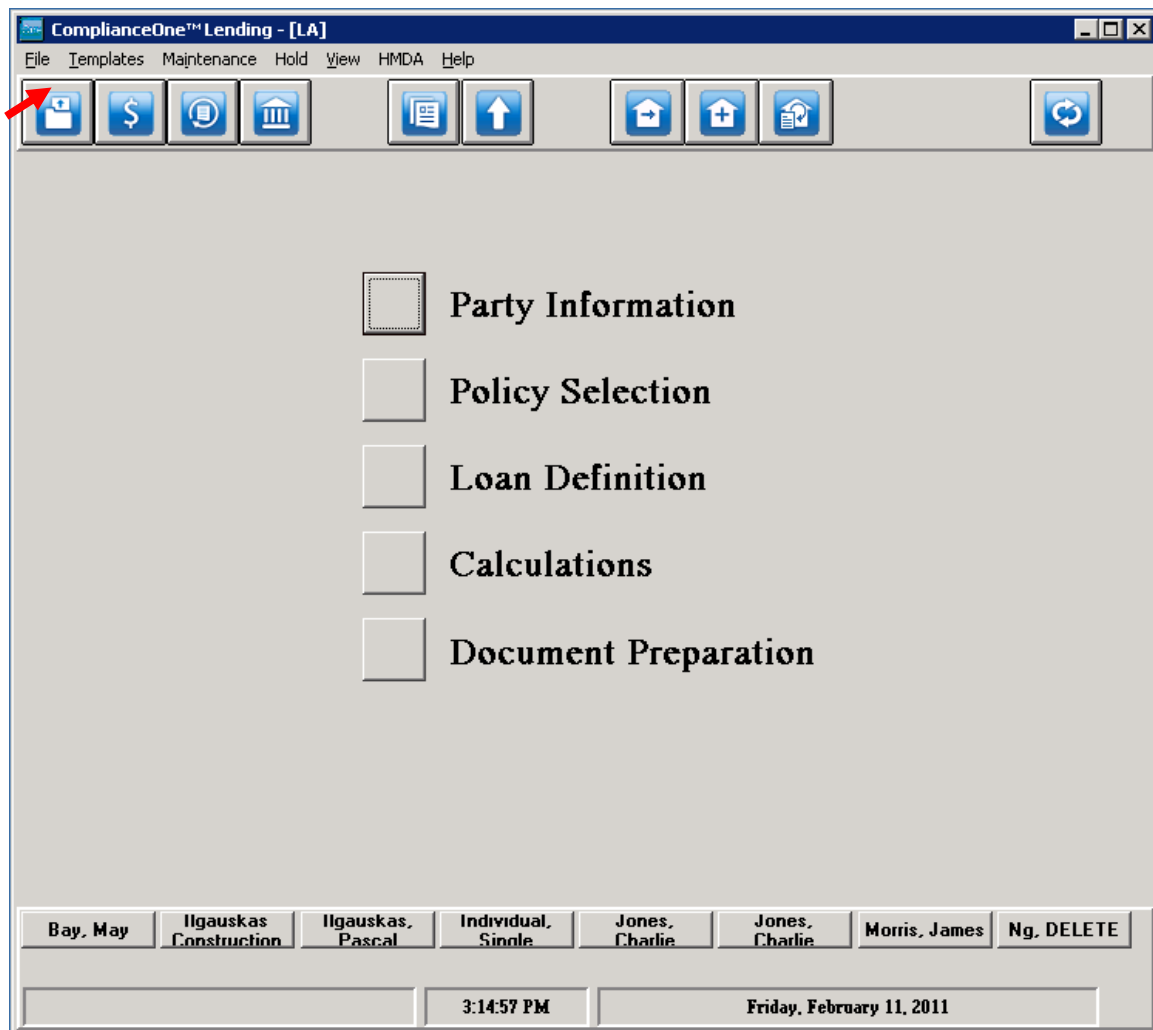 ComplianceOne™ Lending - [LA]
File Templates Maintenance Hold View HMDA Help
Party Information
Policy Selection
Loan Definition
Calculations
Document Preparation
Bay, May
Ilgauskas
Construction
Ilgauskas,
Pascal
Individual,
Single
Jones,
Charlie
Jones,
Charlie
Morris, James
Ng, DELETE
3:14:57 PM
Friday, February 11, 2011